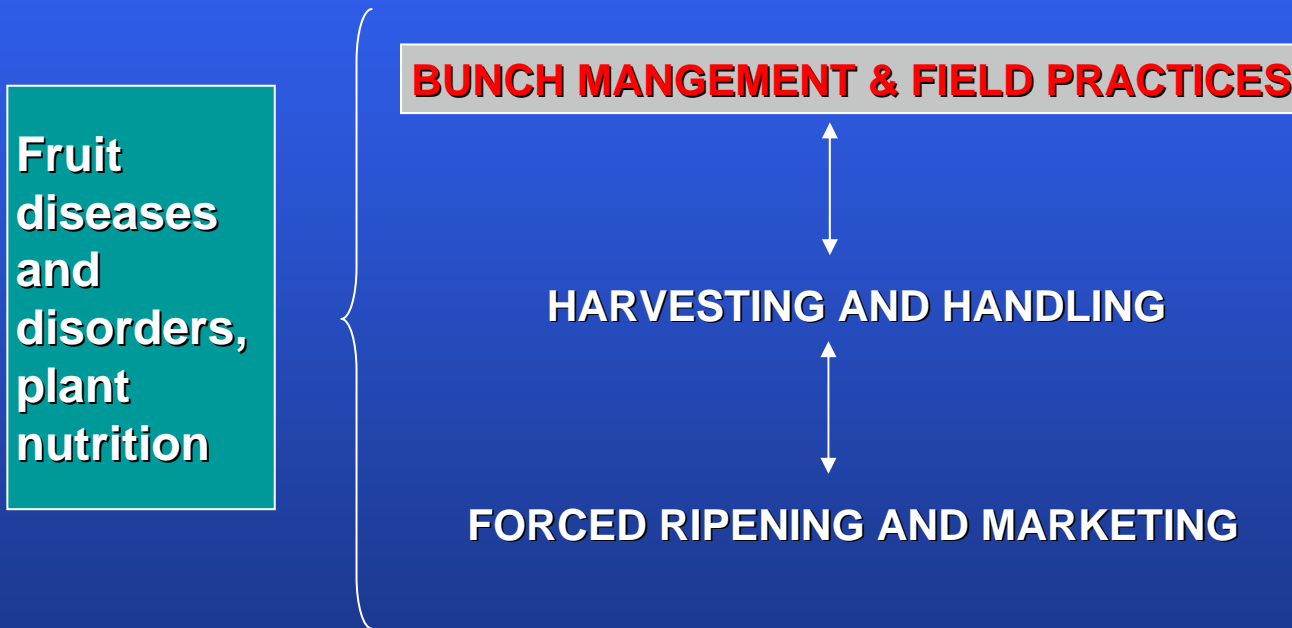 Fruit
diseases
and
disorders,
plant
nutrition
BUNCH MANGEMENT & FIELD PRACTICES
HARVESTING AND HANDLING
FORCED RIPENING AND MARKETING